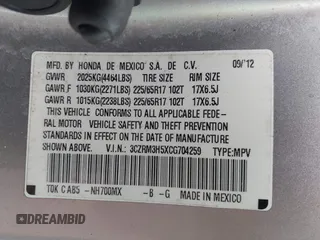 MFD. BY HONDA DE MEXICO S.A. DE C.V. 09/12
GVWR 2025KG(4464LBS) TIRE SIZE RIM SIZE
GAWR F 1030KG(2271LBS) 225/65R17 102T 17X6.5J
GAWR R 1015KG(2238LBS) 225/65R17 102T 17X6.5J
THIS VEHICLE CONFORMS TO ALL APPLICABLE FEDE-
RAL MOTOR VEHICLE SAFETY AND THEFT PREVENTION
STANDARDS IN EFFECT ON THE DATE OF MANUFACTURE
SHOWN ABOVE. V.I.N.: 3CZRM3H5XCG704259 TYPE:MPV
T0K C AB5 -NH700MX -B -G MADE IN MEXICO
DREAMBID